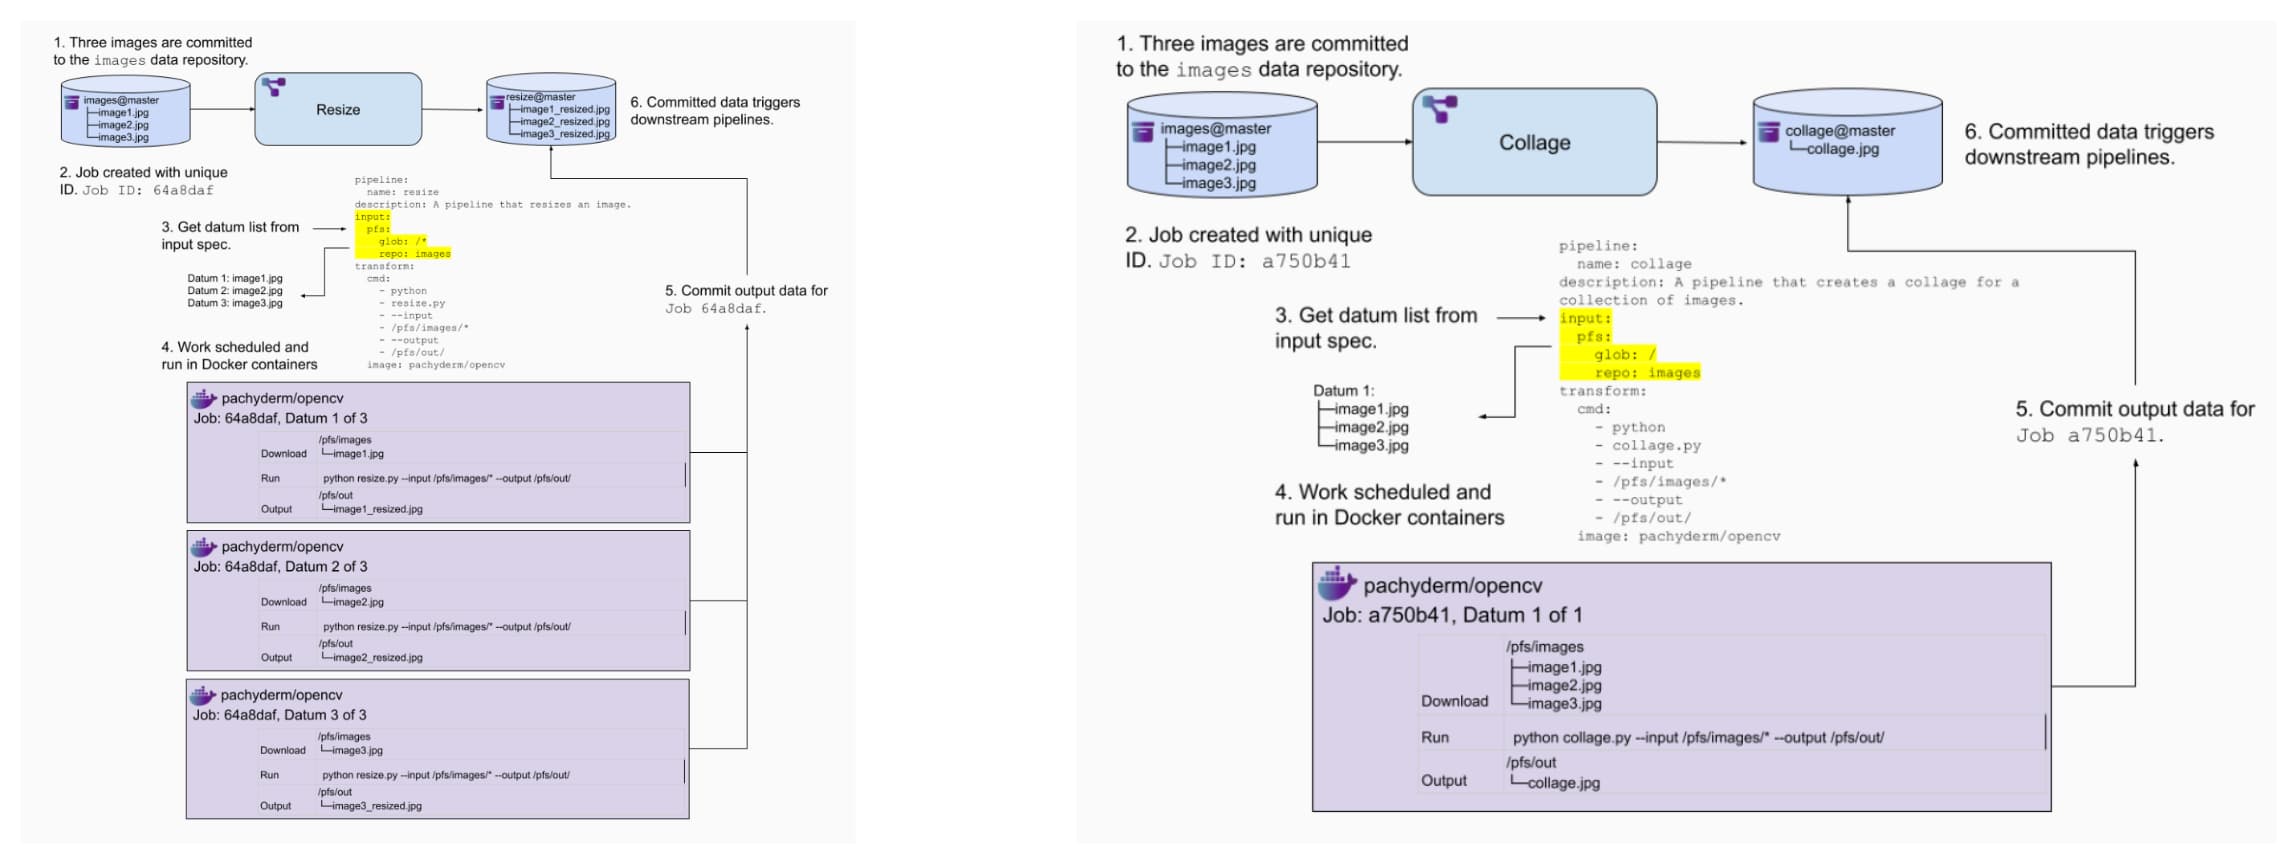 1. Three images are committed
to the images data repository.
images@master
image1.jpg
image2.jpg
image3.jpg
Resize
resize@master
image1_resized.jpg
image2_resized.jpg
image3_resized.jpg
6. Committed data triggers
downstream pipelines.
2. Job created with unique
ID. Job ID: 64a8daf
3. Get datum list from
input spec.
Datum 1: image1.jpg
Datum 2: image2.jpg
Datum 3: image3.jpg
pipeline:
name: resize
description: A pipeline that resizes an image.
input:
pfs:
glob: /*
repo: images
transform:
cmd:
- python
- resize.py
- --input
- /pfs/images/*
- --output
- /pfs/out/
image: pachyderm/opencv
5. Commit output data for
Job 64a8daf.
4. Work scheduled and
run in Docker containers
pachyderm/opencv
Job: 64a8daf, Datum 1 of 3
/pfs/images
Download image1.jpg
Run python resize.py --input /pfs/images/* --output /pfs/out/
/pfs/out
Output image1_resized.jpg
pachyderm/opencv
Job: 64a8daf, Datum 2 of 3
/pfs/images
Download image2.jpg
Run python resize.py --input /pfs/images/* --output /pfs/out/
/pfs/out
Output image2_resized.jpg
pachyderm/opencv
Job: 64a8daf, Datum 3 of 3
/pfs/images
Download image3.jpg
Run python resize.py --input /pfs/images/* --output /pfs/out/
/pfs/out
Output image3_resized.jpg
1. Three images are committed
to the images data repository.
images@master
image1.jpg
image2.jpg
image3.jpg
Collage
collage@master
collage.jpg
6. Committed data triggers
downstream pipelines.
2. Job created with unique
ID. Job ID: a750b41
3. Get datum list from
input spec.
Datum 1:
image1.jpg
image2.jpg
image3.jpg
pipeline:
name: collage
description: A pipeline that creates a collage for a
collection of images.
input:
pfs:
glob: /
repo: images
transform:
cmd:
- python
- collage.py
- --input
- /pfs/images/*
- --output
- /pfs/out/
image: pachyderm/opencv
5. Commit output data for
Job a750b41.
4. Work scheduled and
run in Docker containers
pachyderm/opencv
Job: a750b41, Datum 1 of 1
/pfs/images
image1.jpg
image2.jpg
Download image3.jpg
Run python collage.py --input /pfs/images/* --output /pfs/out/
/pfs/out
Output collage.jpg